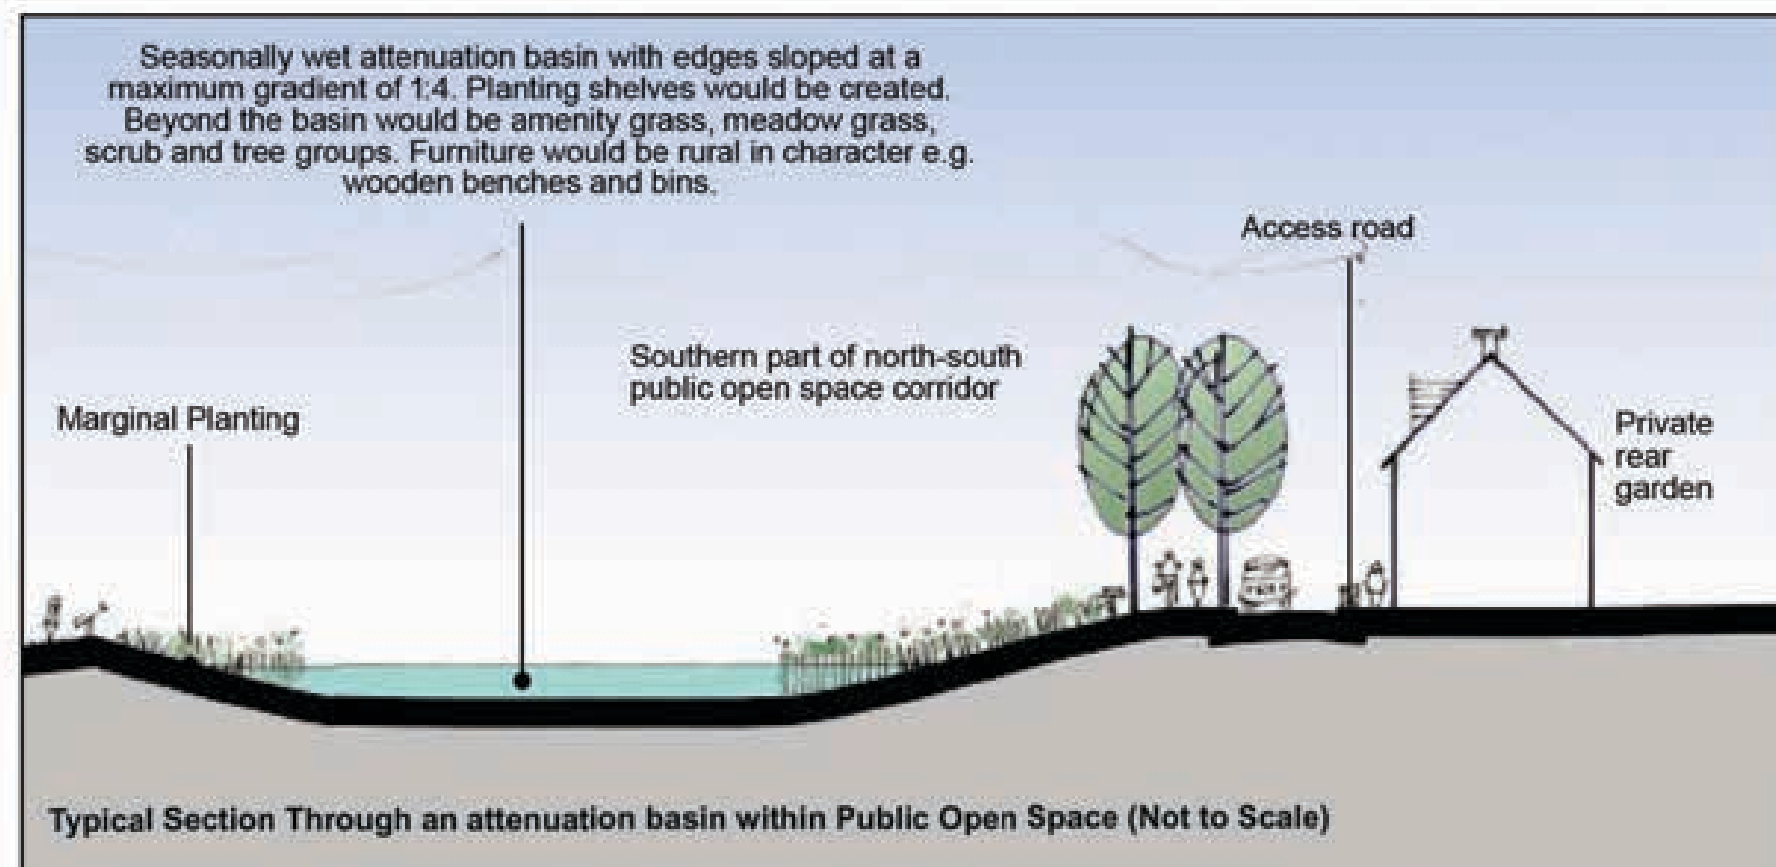 Seasonally wet attenuation basin with edges sloped at a
maximum gradient of 1:4. Planting shelves would be created.
Beyond the basin would be amenity grass, meadow grass,
scrub and tree groups. Furniture would be rural in character e.g.
wooden benches and bins.
Access road
Southern part of north-south
public open space corridor
Marginal Planting
Private
rear
garden
Typical Section Through an attenuation basin within Public Open Space (Not to Scale)